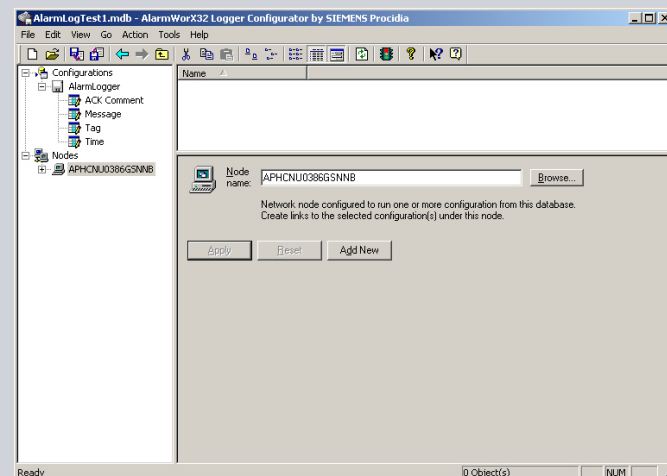 AlarmLogTest1.mdb - AlarmWorX32 Logger Configurator by SIEMENS Procidia
File Edit View Go Action Tools Help
Configurations
AlarmLogger
ACK Comment
Message
Tag
Time
Nodes
APHCNU0386GSNNB
Name
Node name: APHCNU0386GSNNB Browse...
Network node configured to run one or more configuration from this database.
Create links to the selected configuration(s) under this node.
Apply Reset Add New
Ready 0 Object(s) NUM